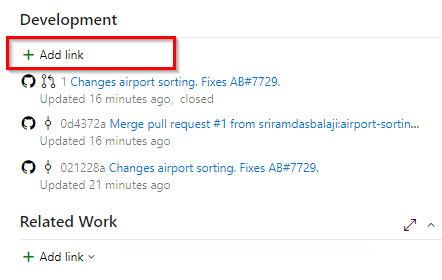 Development
+ Add link
1 Changes airport sorting. Fixes AB#7729.
Updated 16 minutes ago, closed
0d4372a Merge pull request #1 from sriramdasbalaji:airport-sortin...
Updated 16 minutes ago
021228a Changes airport sorting. Fixes AB#7729.
Updated 21 minutes ago
Related Work
+ Add link